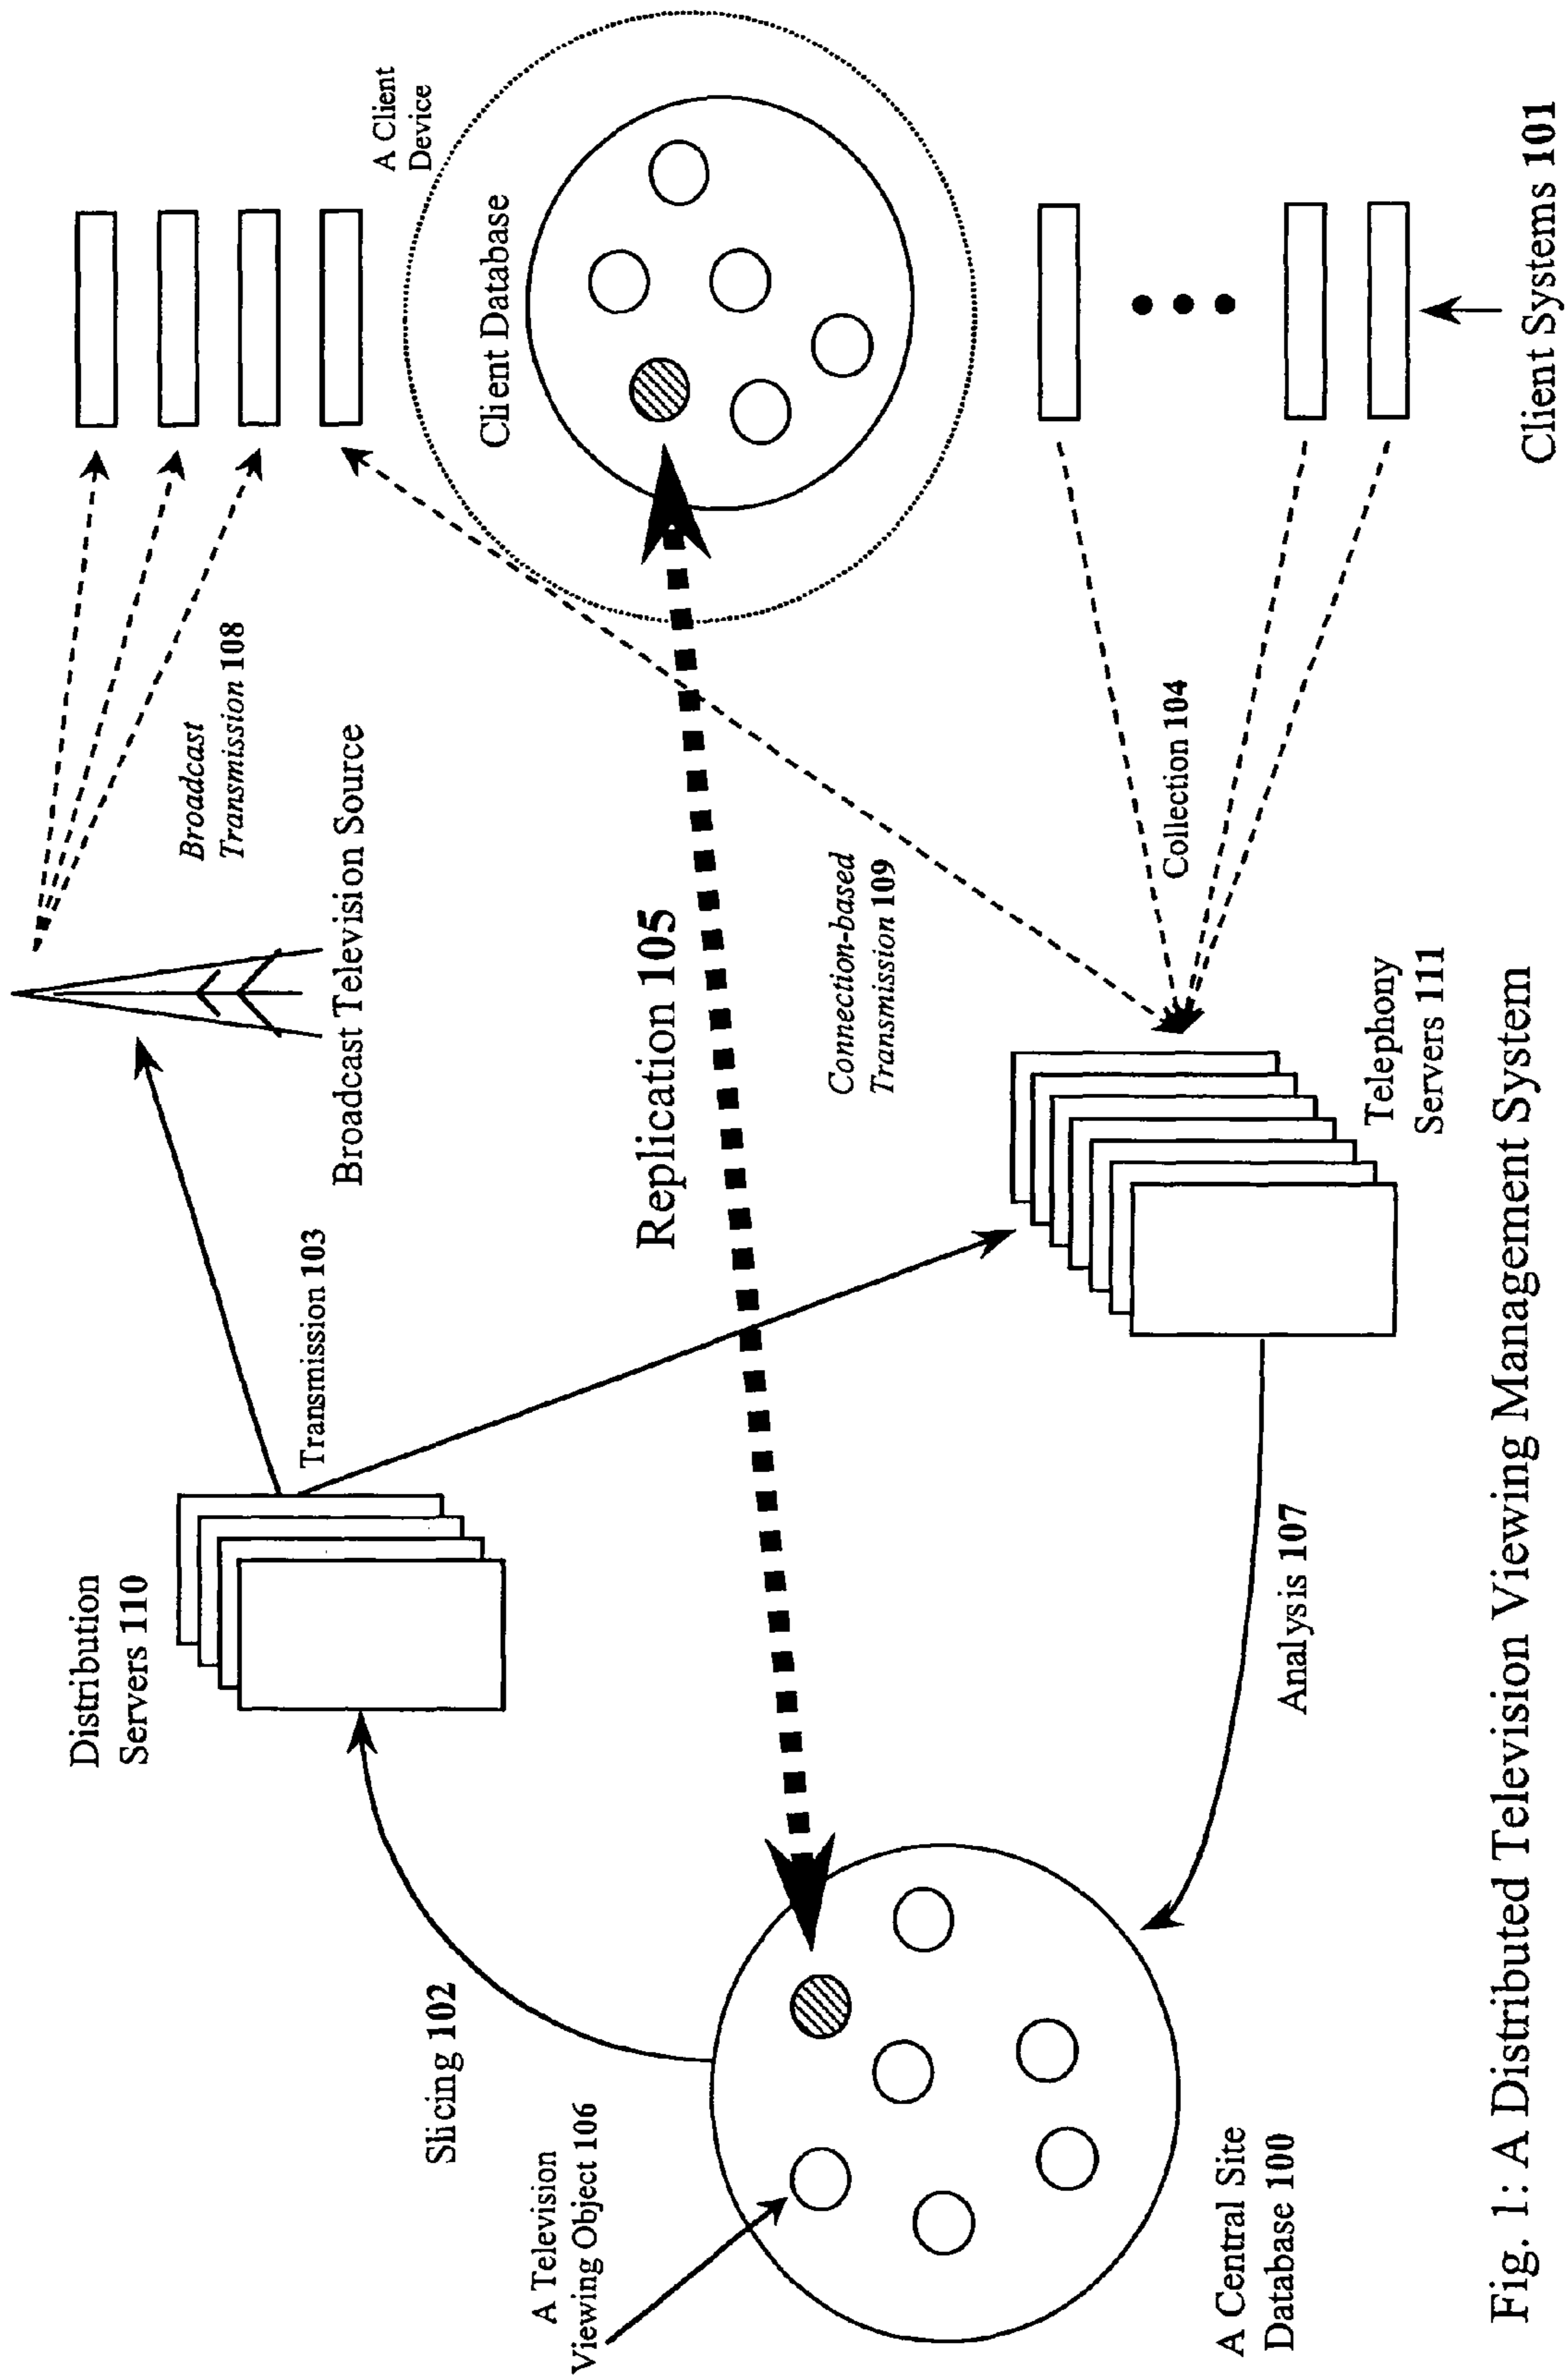 Distribution
Servers 110
Slicing 102
A Television
Viewing Object 106
A Central Site
Database 100
Transmission 103
Broadcast Television Source
Broadcast
Transmission 108
Replication 105
Connection-based
Transmission 109
Analysis 107
Telephony
Servers 111
Collection 104
A Client
Device
Client Database
Client Systems 101
Fig. 1: A Distributed Television Viewing Management System